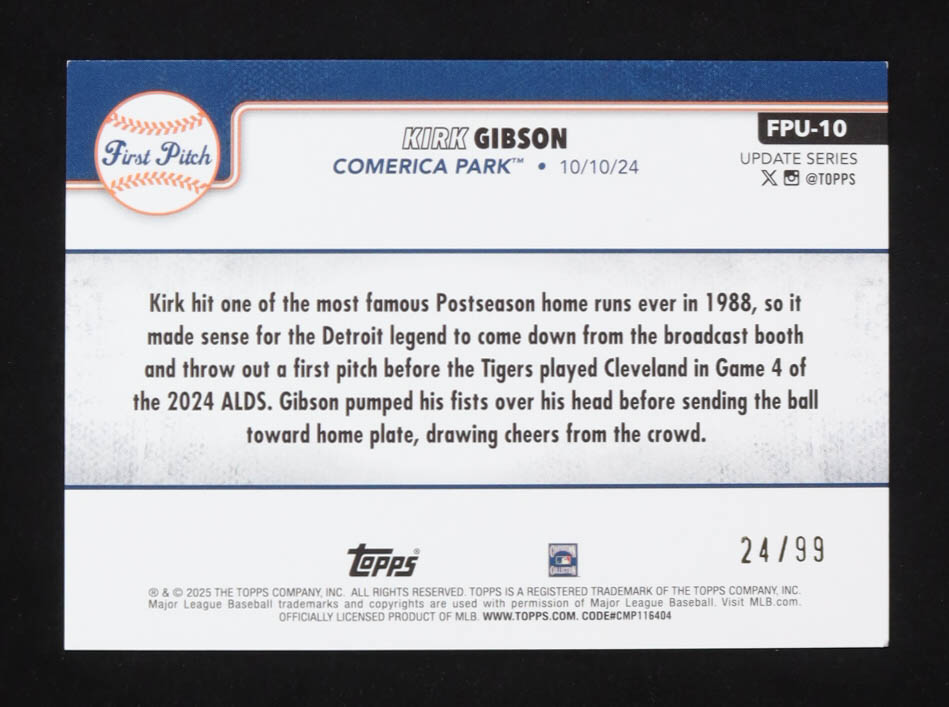 First Pitch
KIRK GIBSON
COMERICA PARK™ • 10/10/24
FPU-10
UPDATE SERIES
@TOPPS
Kirk hit one of the most famous Postseason home runs ever in 1988, so it
made sense for the Detroit legend to come down from the broadcast booth
and throw out a first pitch before the Tigers played Cleveland in Game 4 of
the 2024 ALDS. Gibson pumped his fists over his head before sending the ball
toward home plate, drawing cheers from the crowd.
topps®
24/99
® & © 2025 THE TOPPS COMPANY, INC. ALL RIGHTS RESERVED. TOPPS IS A REGISTERED TRADEMARK OF THE TOPPS COMPANY, INC.
Major League Baseball trademarks and copyrights are used with permission of Major League Baseball. Visit MLB.com.
OFFICIALLY LICENSED PRODUCT OF MLB. WWW.TOPPS.COM. CODE#CMP116404